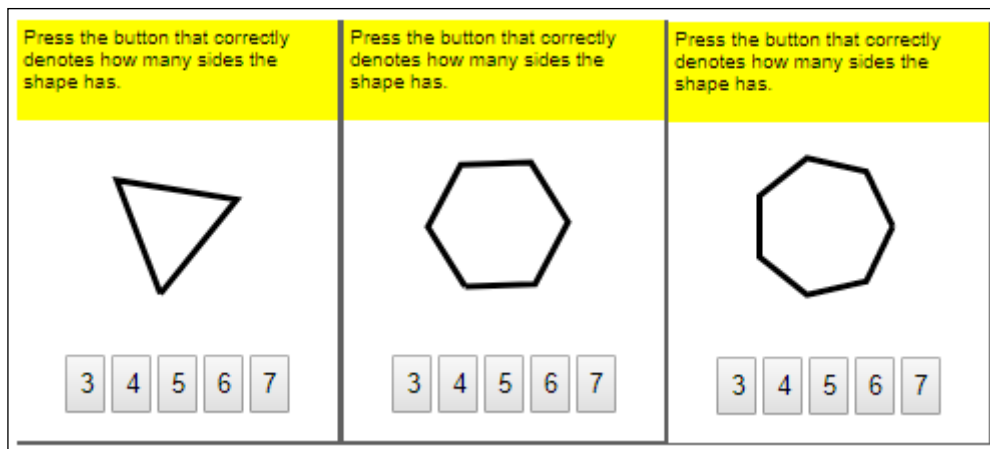 Press the button that correctly
denotes how many sides the
shape has.
3 4 5 6 7
Press the button that correctly
denotes how many sides the
shape has.
3 4 5 6 7
Press the button that correctly
denotes how many sides the
shape has.
3 4 5 6 7